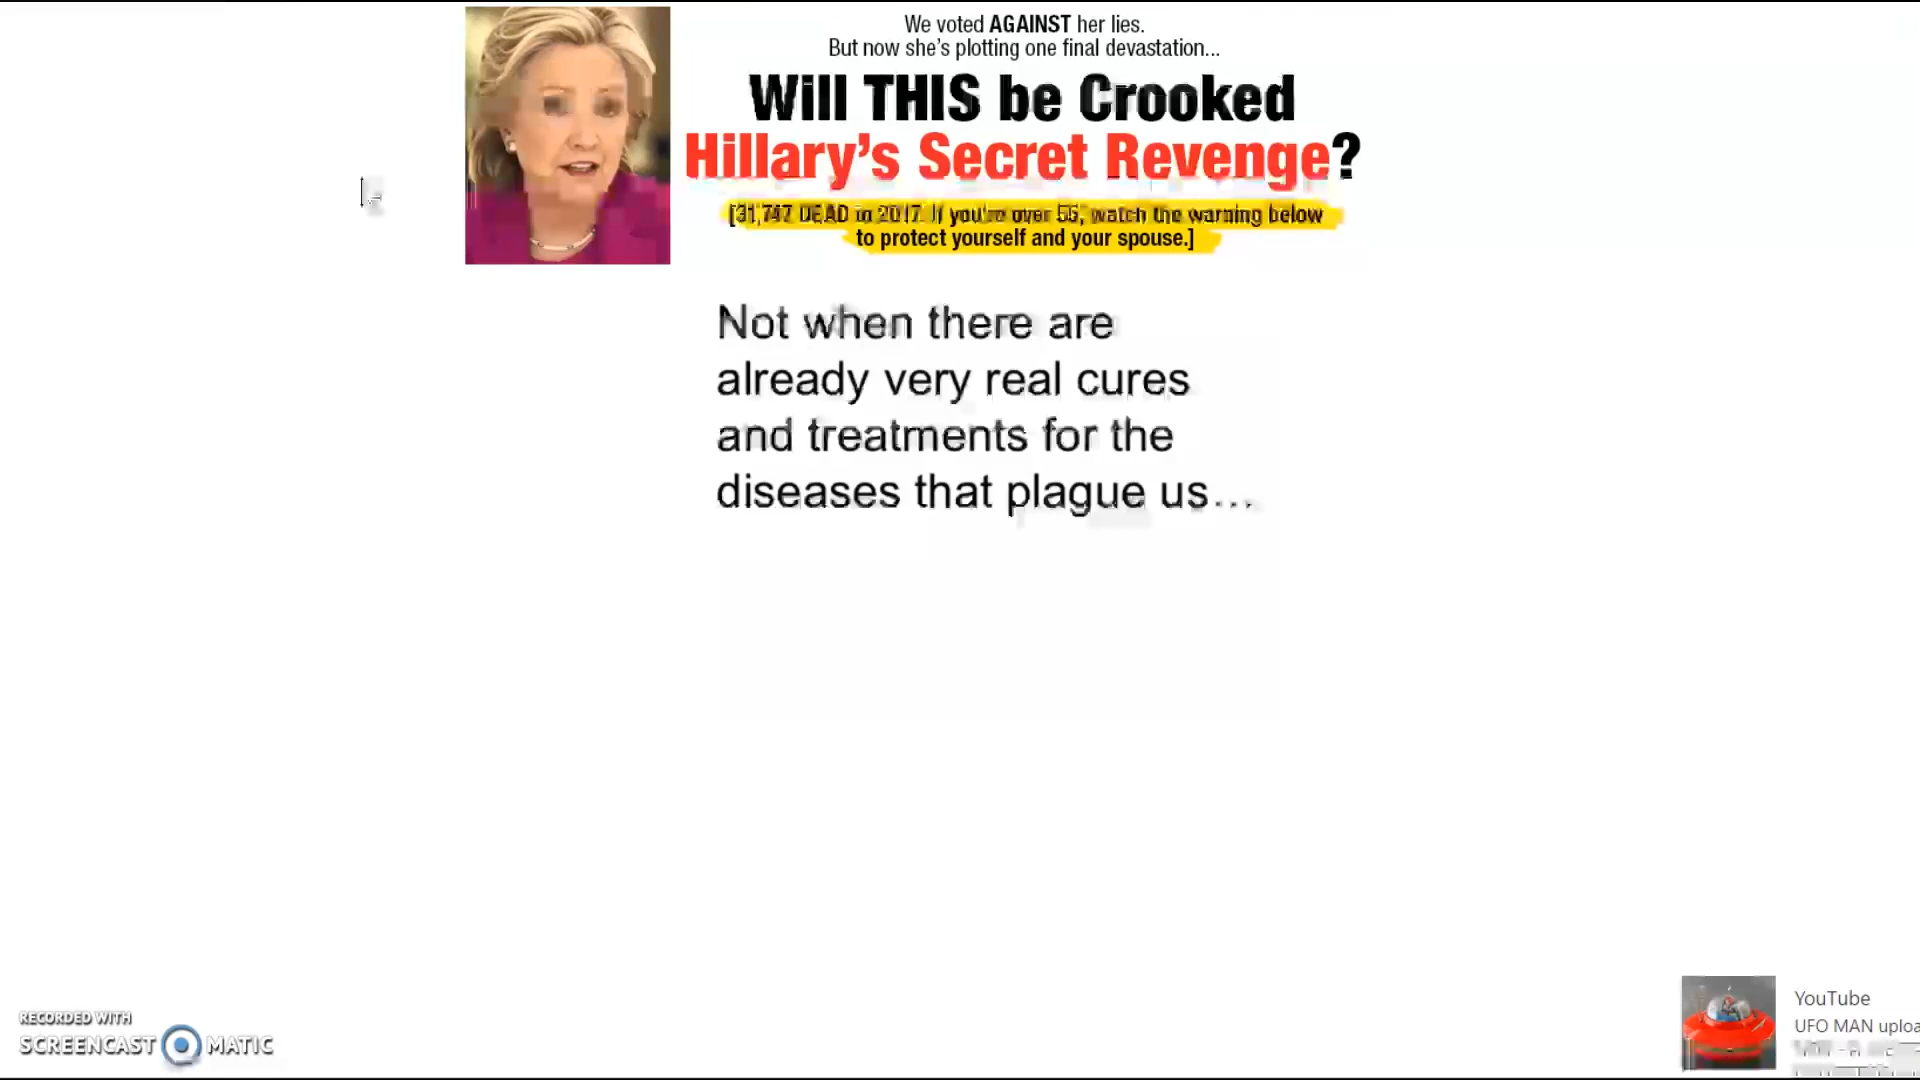 We voted AGAINST her lies.
But now she's plotting one final devastation...
Will THIS be Crooked
Hillary's Secret Revenge?
[31,747 DEAD in 2017. If you're over 55, watch the warning below
to protect yourself and your spouse.]
Not when there are
already very real cures
and treatments for the
diseases that plague us...
RECORDED WITH
SCREENCAST MATIC
YouTube
UFO MAN uploa